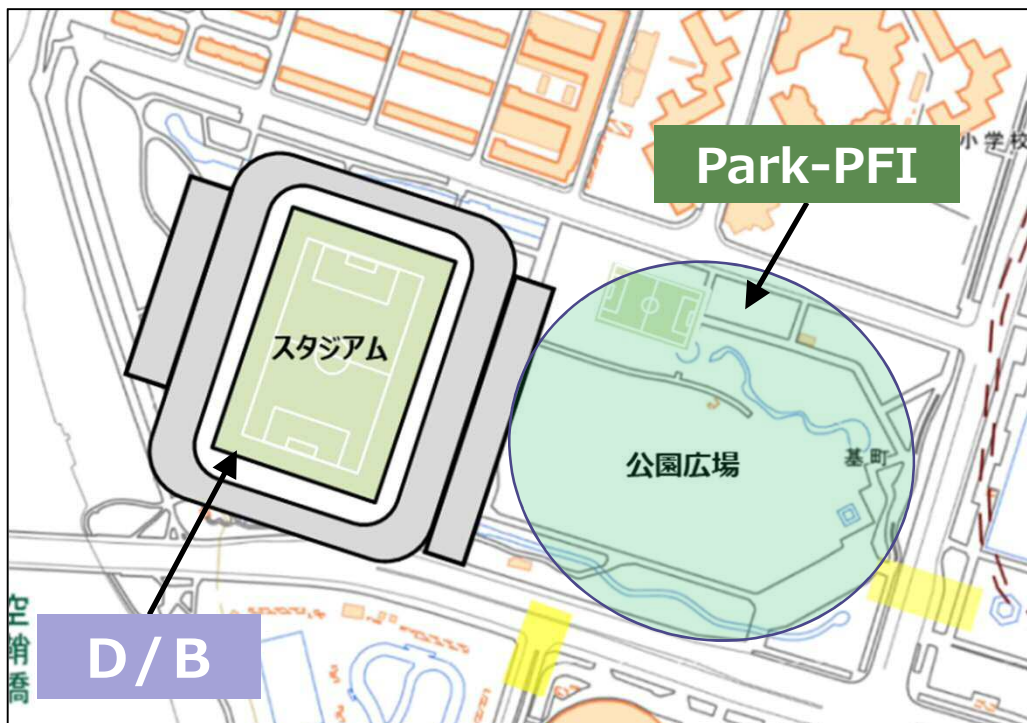 小学校
Park-PFI
スタジアム
公園広場
基町
D/B
空鞘橋